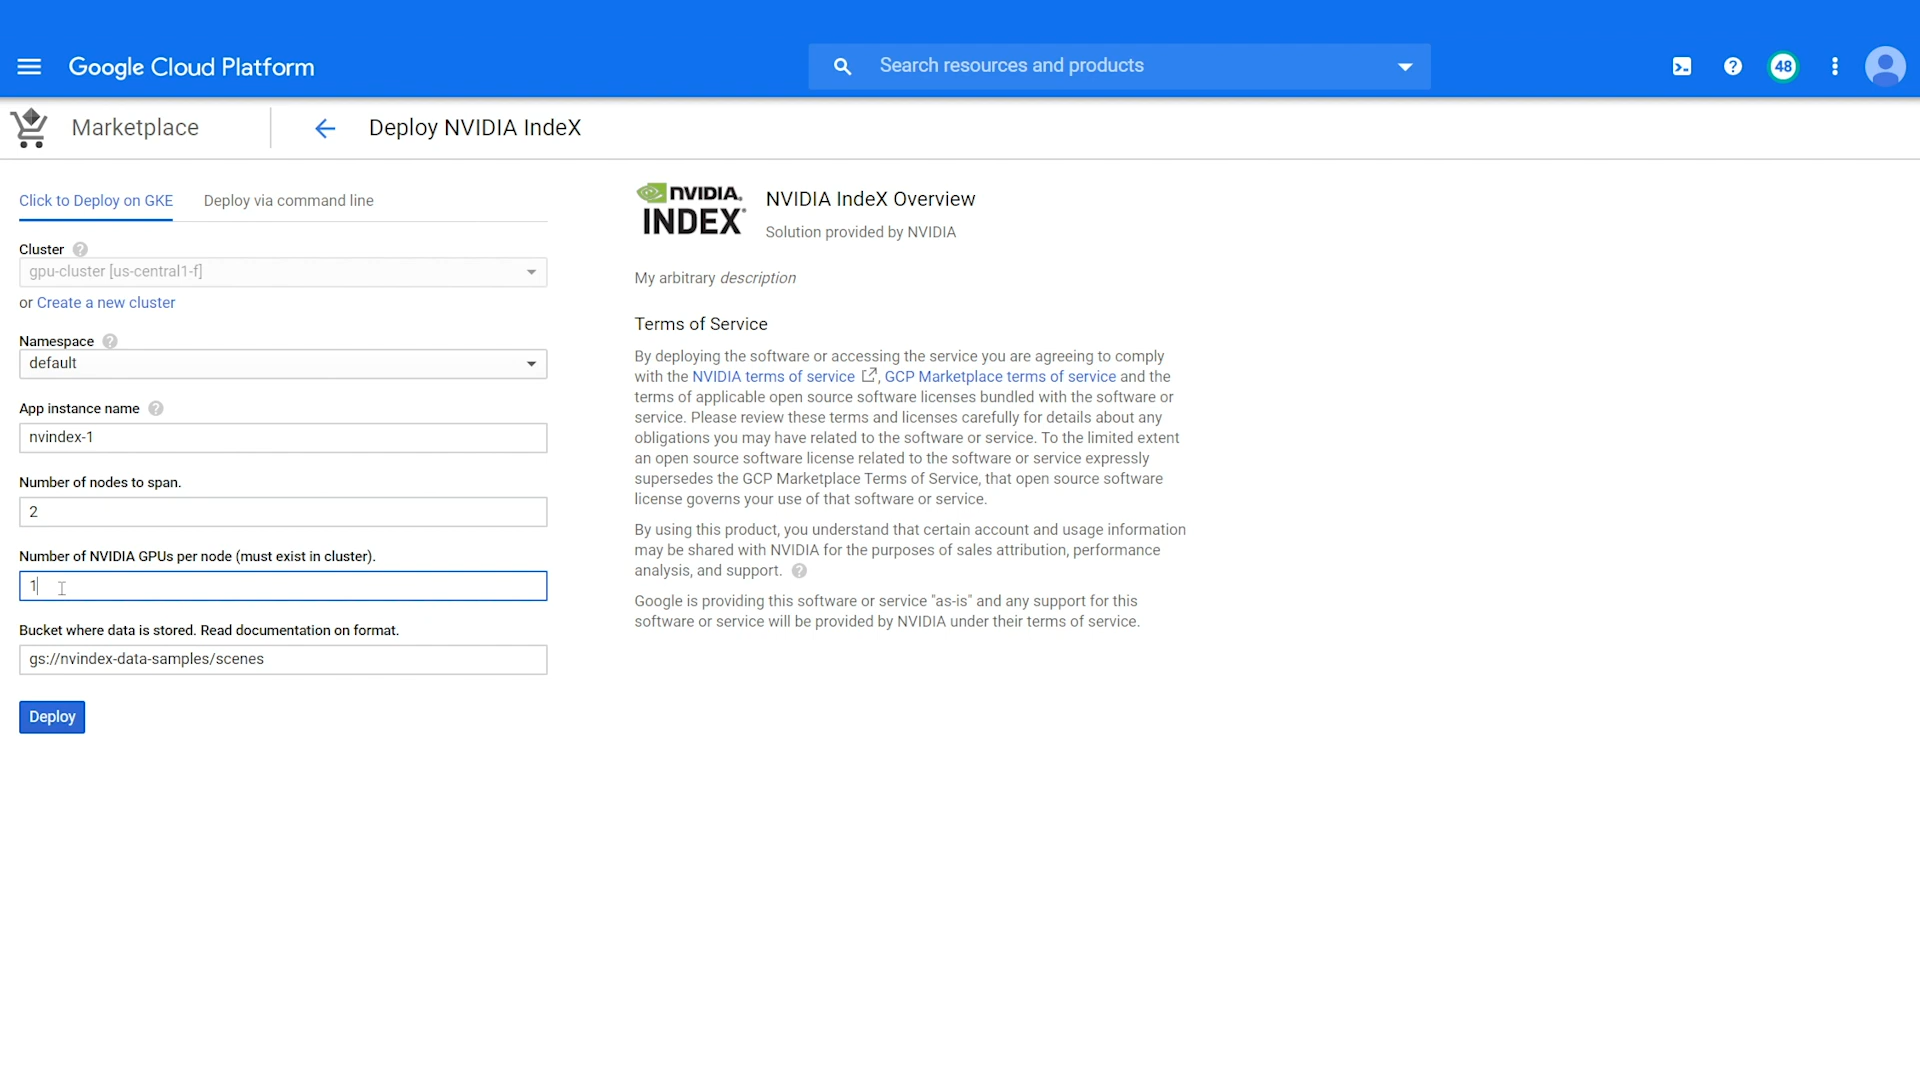 Google Cloud Platform
Search resources and products
48
Marketplace
Deploy NVIDIA IndeX
Click to Deploy on GKE
Deploy via command line
Cluster ?
gpu-cluster [us-central1-f]
or Create a new cluster
Namespace ?
default
App instance name ?
nvindex-1
Number of nodes to span.
2
Number of NVIDIA GPUs per node (must exist in cluster).
1
Bucket where data is stored. Read documentation on format.
gs://nvindex-data-samples/scenes
Deploy
NVIDIA.
INDEX
NVIDIA IndeX Overview
Solution provided by NVIDIA
My arbitrary description
Terms of Service
By deploying the software or accessing the service you are agreeing to comply
with the NVIDIA terms of service , GCP Marketplace terms of service and the
terms of applicable open source software licenses bundled with the software or
service. Please review these terms and licenses carefully for details about any
obligations you may have related to the software or service. To the limited extent
an open source software license related to the software or service expressly
supersedes the GCP Marketplace Terms of Service, that open source software
license governs your use of that software or service.
By using this product, you understand that certain account and usage information
may be shared with NVIDIA for the purposes of sales attribution, performance
analysis, and support. ?
Google is providing this software or service "as-is" and any support for this
software or service will be provided by NVIDIA under their terms of service.